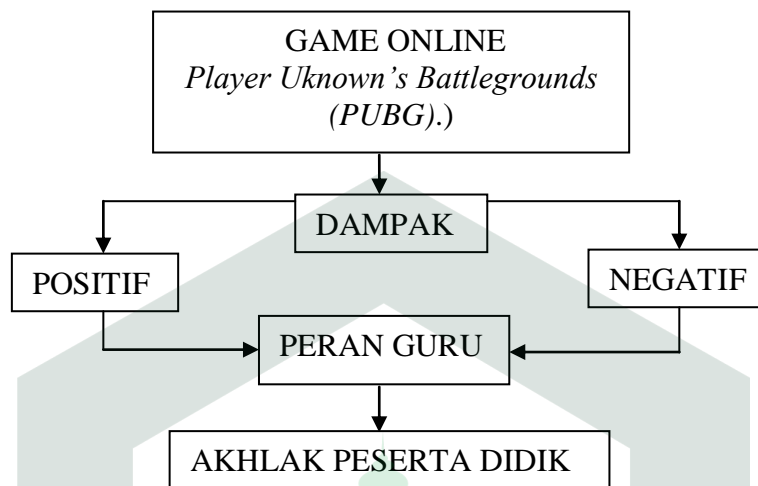 GAME ONLINE
Player Uknown’s Battlegrounds
(PUBG).)
DAMPAK
POSITIF
NEGATIF
PERAN GURU
AKHLAK PESERTA DIDIK